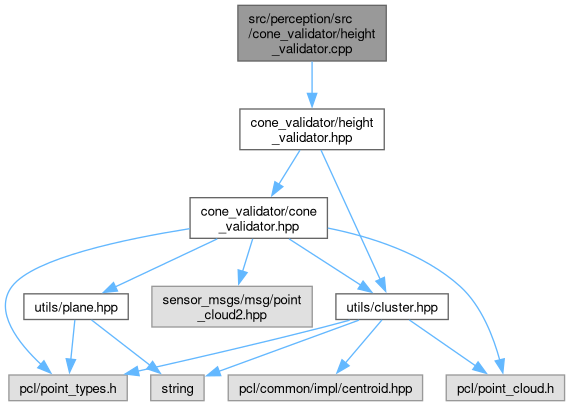 src/perception/src
/cone_validator/height
_validator.cpp
cone_validator/height
_validator.hpp
cone_validator/cone
_validator.hpp
utils/plane.hpp
sensor_msgs/msg/point
_cloud2.hpp
utils/cluster.hpp
pcl/point_types.h
string
pcl/common/impl/centroid.hpp
pcl/point_cloud.h